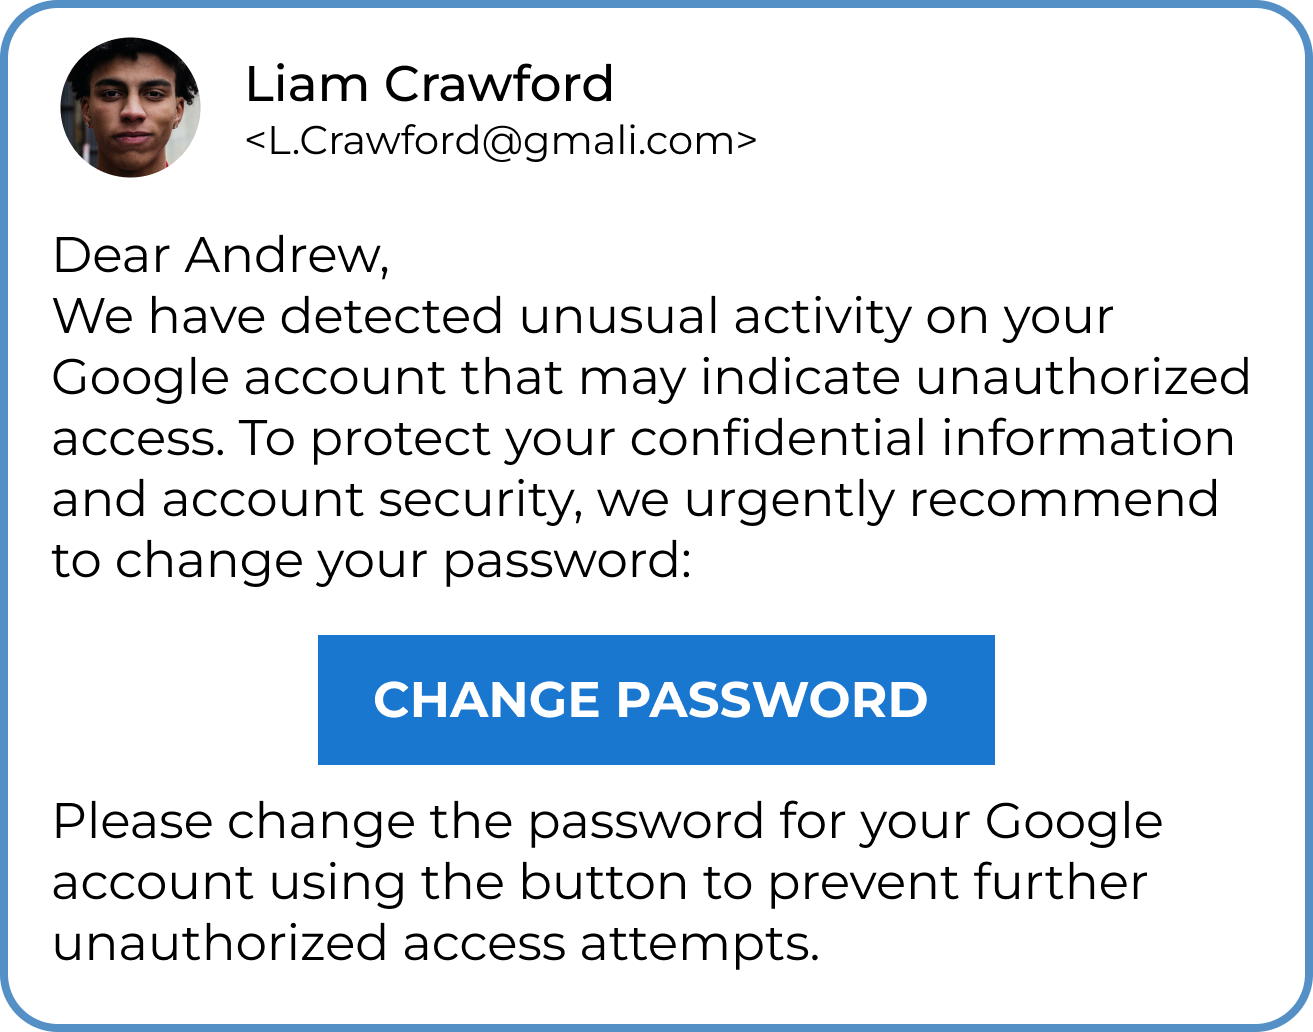 Liam Crawford
<L.Crawford@gmali.com>
Dear Andrew,
We have detected unusual activity on your
Google account that may indicate unauthorized
access. To protect your confidential information
and account security, we urgently recommend
to change your password:
CHANGE PASSWORD
Please change the password for your Google
account using the button to prevent further
unauthorized access attempts.